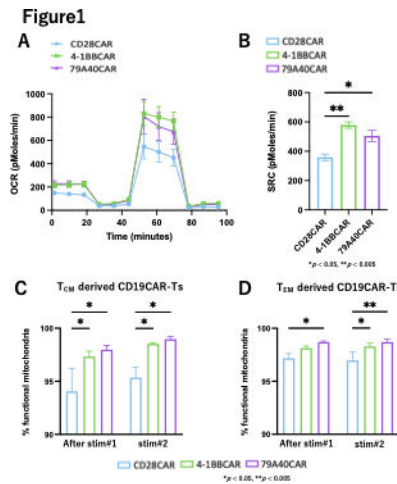 Figure1
A
CD28CAR
4-1BBCAR
79A40CAR
OCR
(pMoles/min)
1000
800
600
400
200
0
0 20 40 60 80 100
Time (minutes)
B
CD28CAR
4-1BBCAR
79A40CAR
SRC (pMoles/min)
800
600
400
200
0
*
**
CD28CAR
4-1BBCAR
79A40CAR
*p < 0.05, **p < 0.005
C
TCM derived CD19CAR-Ts
% functional mitochondria
100
95
90
* *
* *
After stim#1 stim#2
D
TEM derived CD19CAR-T
% functional mitochondria
100
95
90
* **
*
After stim#1 stim#2
CD28CAR 4-1BBCAR 79A40CAR
*p < 0.05, **p < 0.005